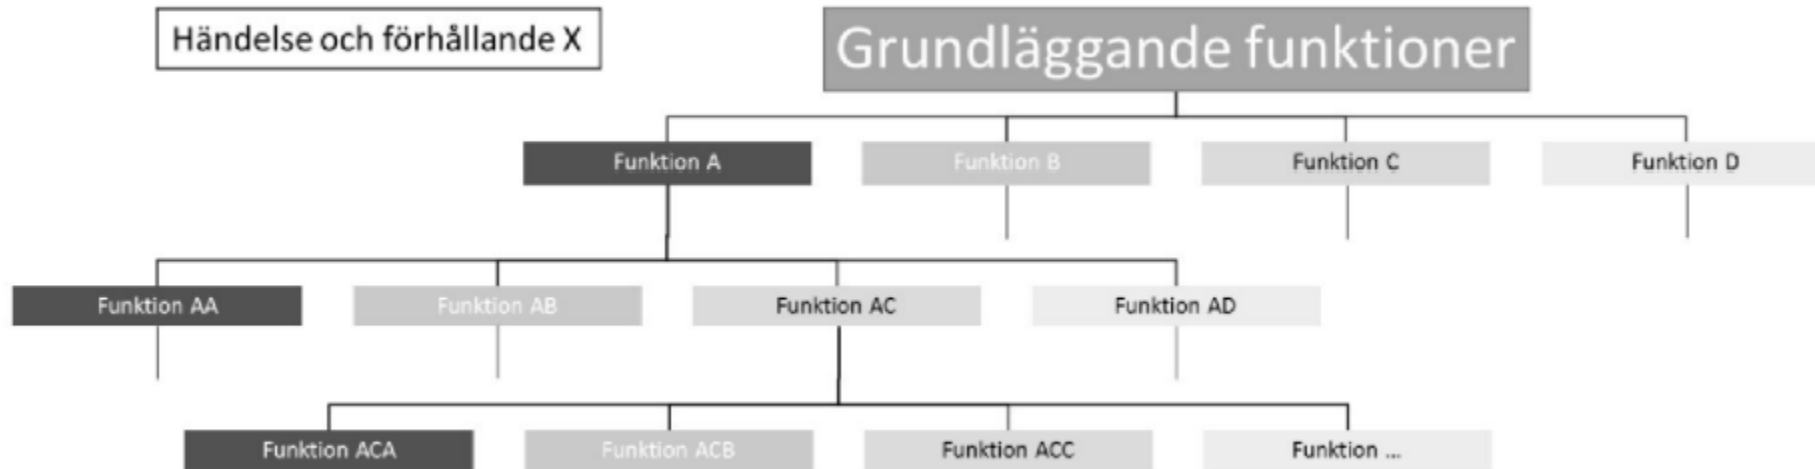 Händelse och förhållande X
Grundläggande funktioner
Funktion A
Funktion B
Funktion C
Funktion D
Funktion AA
Funktion AB
Funktion AC
Funktion AD
Funktion ACA
Funktion ACB
Funktion ACC
Funktion ...